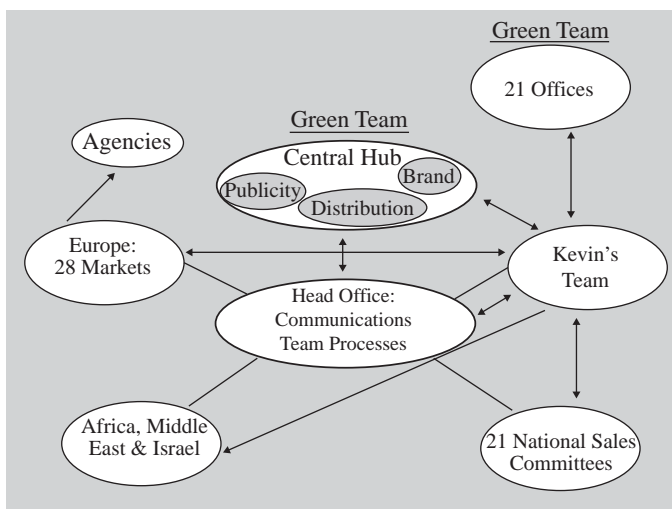 Green Team
21 Offices
Green Team
Agencies
Central Hub
Brand
Publicity
Distribution
Europe:
28 Markets
Kevin's
Team
Head Office:
Communications
Team Processes
Africa, Middle
East & Israel
21 National Sales
Committees